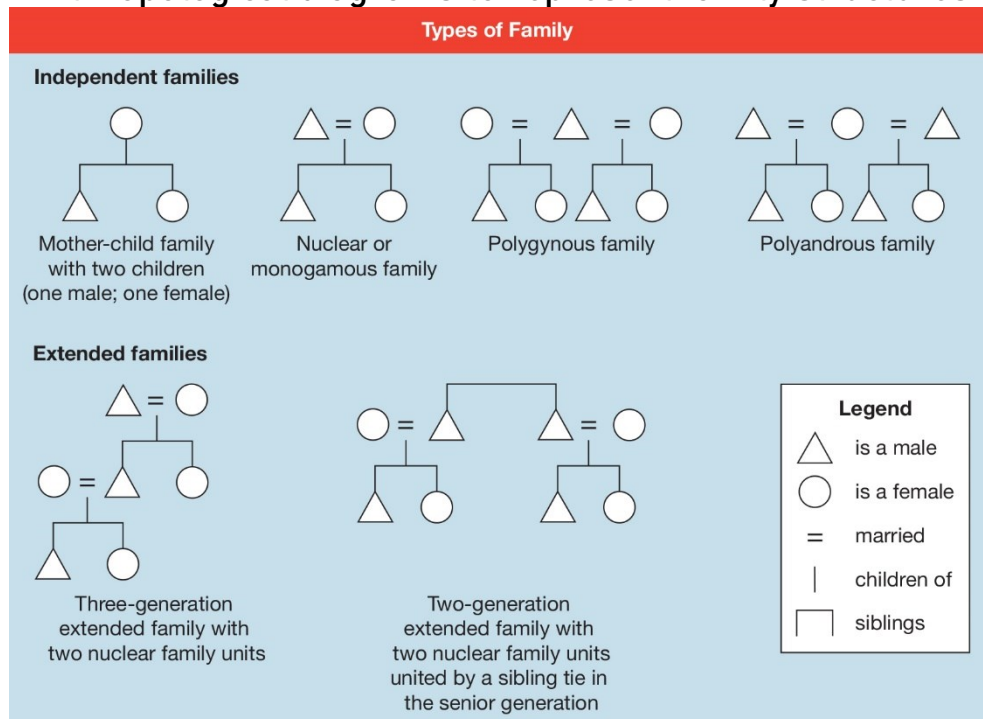 Types of Family
Independent families
=
= =
= =
Mother-child family
with two children
(one male; one female)
Nuclear or
monogamous family
Polygynous family
Polyandrous family
Extended families
=
=
= =
Three-generation
extended family with
two nuclear family units
Two-generation
extended family with
two nuclear family units
united by a sibling tie in
the senior generation
Legend
is a male
is a female
= married
children of
siblings